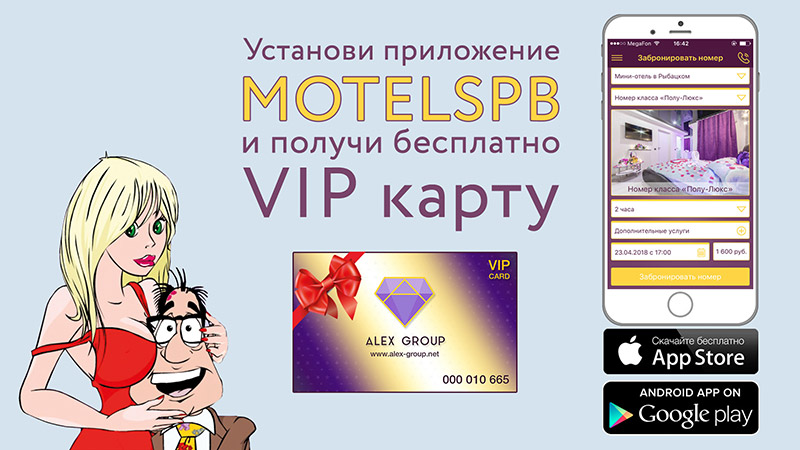 Установи приложение
MOTELSPB
и получи бесплатно
VIP карту
VIP
CARD
ALEX GROUP
www.alex-group.net
000 010 665
MegaFon 16:42
Забронировать номер
Мини-отель в Рыбацком
Номер класса «Полу-Люкс»
Номер класса «Полу-Люкс»
2 часа
Дополнительные услуги
23.04.2018 с 17:00 1 600 руб.
Забронировать номер
Скачайте бесплатно
App Store
ANDROID APP ON
Google play